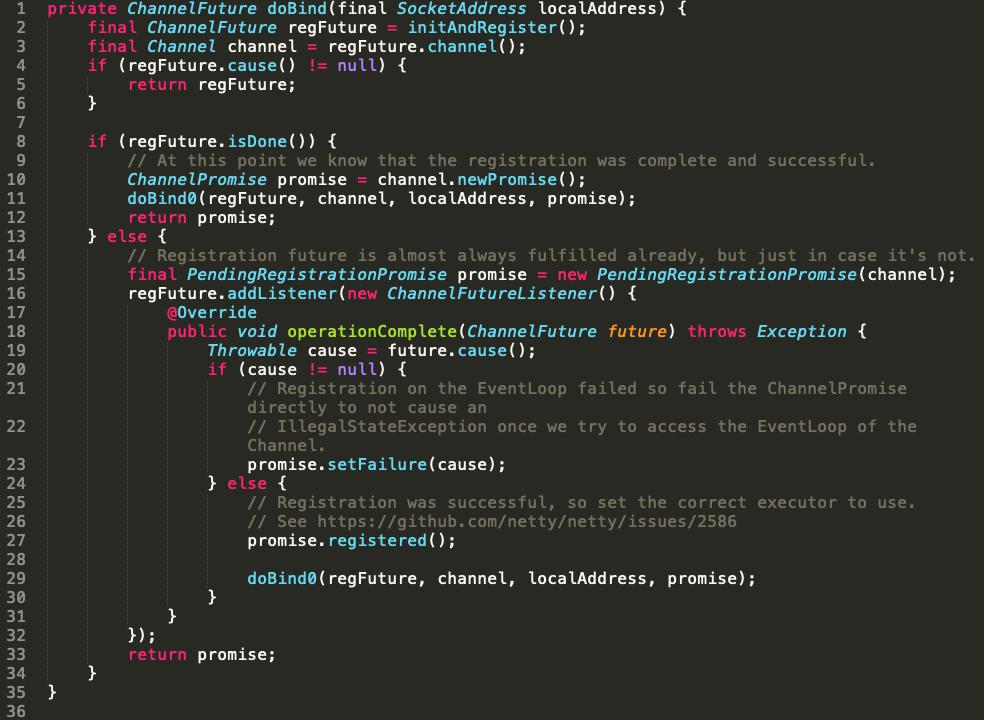 1 private ChannelFuture doBind(final SocketAddress localAddress) {
2     final ChannelFuture regFuture = initAndRegister();
3     final Channel channel = regFuture.channel();
4     if (regFuture.cause() != null) {
5         return regFuture;
6     }
7
8     if (regFuture.isDone()) {
9         // At this point we know that the registration was complete and successful.
10         ChannelPromise promise = channel.newPromise();
11         doBind0(regFuture, channel, localAddress, promise);
12         return promise;
13     } else {
14         // Registration future is almost always fulfilled already, but just in case it's not.
15         final PendingRegistrationPromise promise = new PendingRegistrationPromise(channel);
16         regFuture.addListener(new ChannelFutureListener() {
17             @Override
18             public void operationComplete(ChannelFuture future) throws Exception {
19                 Throwable cause = future.cause();
20                 if (cause != null) {
21                     // Registration on the EventLoop failed so fail the ChannelPromise
                     directly to not cause an
22                     // IllegalStateException once we try to access the EventLoop of the
                     Channel.
23                     promise.setFailure(cause);
24                 } else {
25                     // Registration was successful, so set the correct executor to use.
26                     // See https://github.com/netty/netty/issues/2586
27                     promise.registered();
28
29                     doBind0(regFuture, channel, localAddress, promise);
30                 }
31             }
32         });
33         return promise;
34     }
35 }
36